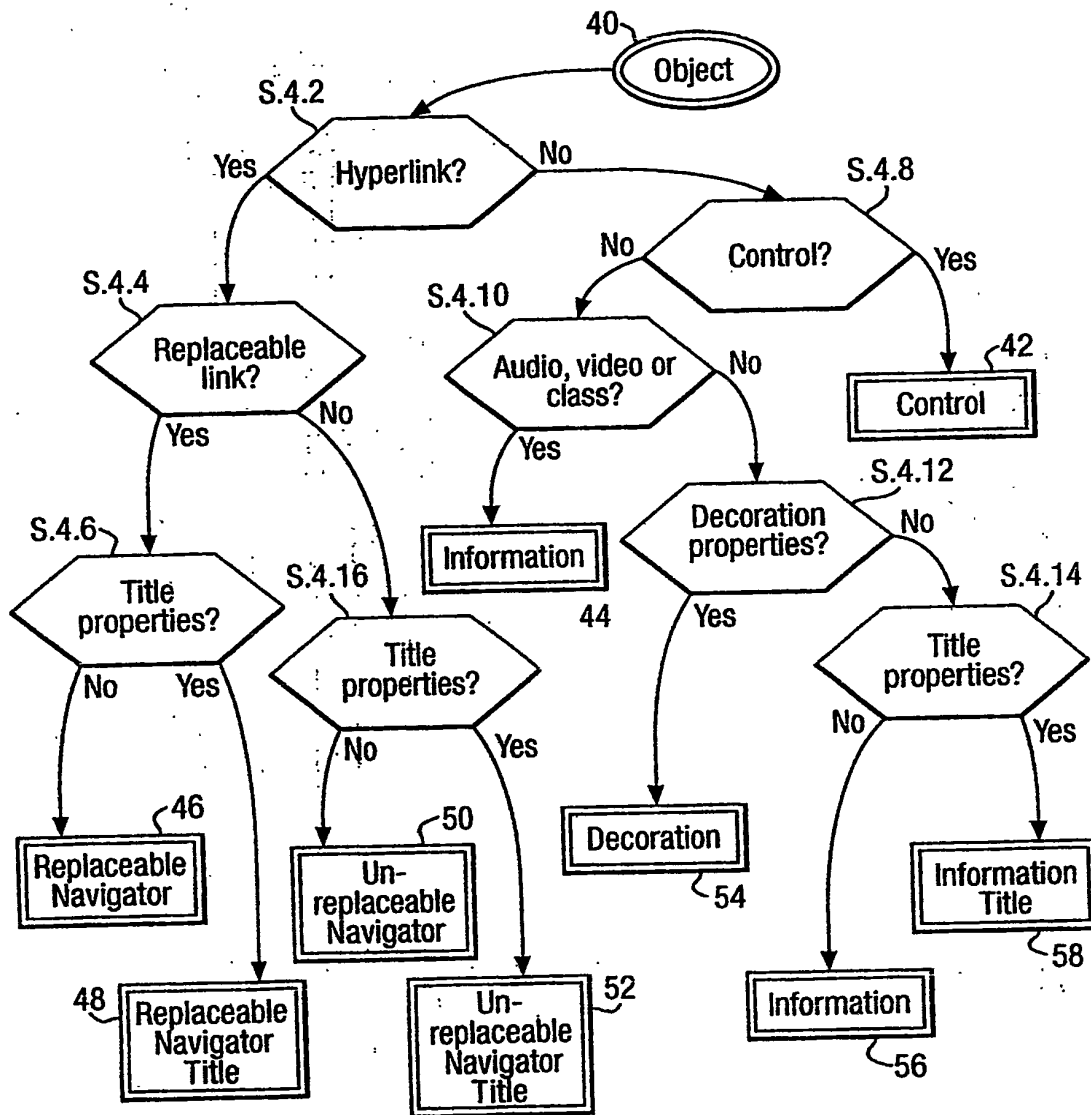 40
Object
S.4.2
Hyperlink?
Yes
No
S.4.8
Control?
No
Yes
S.4.4
Replaceable
link?
Yes
No
S.4.10
Audio, video or
class?
No
Yes
42
Control
S.4.12
Decoration
properties?
No
Yes
Information
44
S.4.6
Title
properties?
No
Yes
S.4.16
Title
properties?
No
Yes
S.4.14
Title
properties?
No
Yes
46
Replaceable
Navigator
50
Un-
replaceable
Navigator
Decoration
54
Information
Title
58
48
Replaceable
Navigator
Title
52
Un-
replaceable
Navigator
Title
Information
56